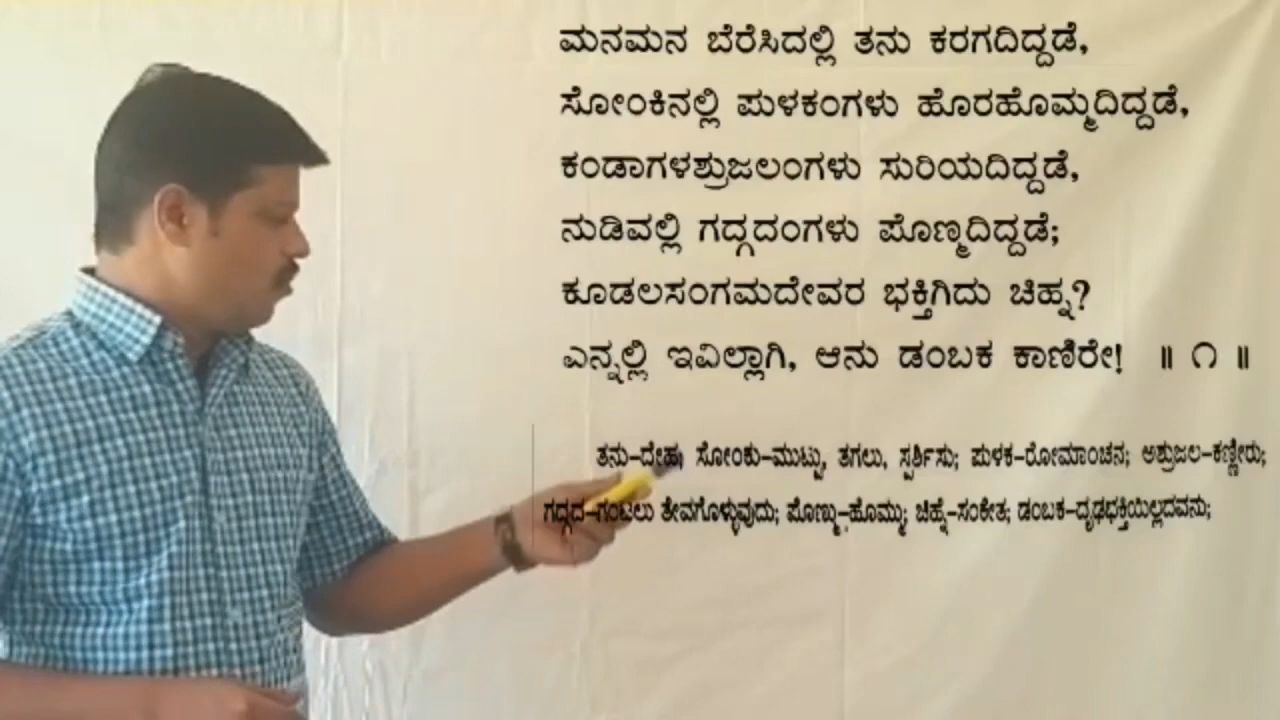 ಮನಮನ ಬೆರೆಸಿದಲ್ಲಿ ತನು ಕರಗದಿದ್ದಡೆ,
ಸೋಂಕಿನಲ್ಲಿ ಪುಳಕಂಗಳು ಹೊರಹೊಮ್ಮದಿದ್ದಡೆ,
ಕಂಡಾಗಳಶ್ರುಜಲಂಗಳು ಸುರಿಯದಿದ್ದಡೆ,
ನುಡಿವಲ್ಲಿ ಗದ್ಗದಂಗಳು ಪೊಣ್ಮದಿದ್ದಡೆ;
ಕೂಡಲಸಂಗಮದೇವರ ಭಕ್ತಿಗಿದು ಚಿಹ್ನ?
ಎನ್ನಲ್ಲಿ ಇವಿಲ್ಲಾಗಿ, ಆನು ಡಂಬಕ ಕಾಣಿರೇ! ॥ ೧ ॥
ತನು–ದೇಹ; ಸೋಂಕು–ಮುಟ್ಟು, ತಗಲು, ಸ್ಪರ್ಶಿಸು; ಪುಳಕ–ರೋಮಾಂಚನ; ಅಶ್ರುಜಲ–ಕಣ್ಣೀರು;
ಗದ್ಗದ–ಗಂಟಲು ತೇವಗೊಳ್ಳುವುದು; ಪೊಣ್ಮು–ಹೊಮ್ಮು; ಚಿಹ್ನೆ–ಸಂಕೇತ; ಡಂಬಕ–ದೃಢಭಕ್ತಿಯಿಲ್ಲದವನು;